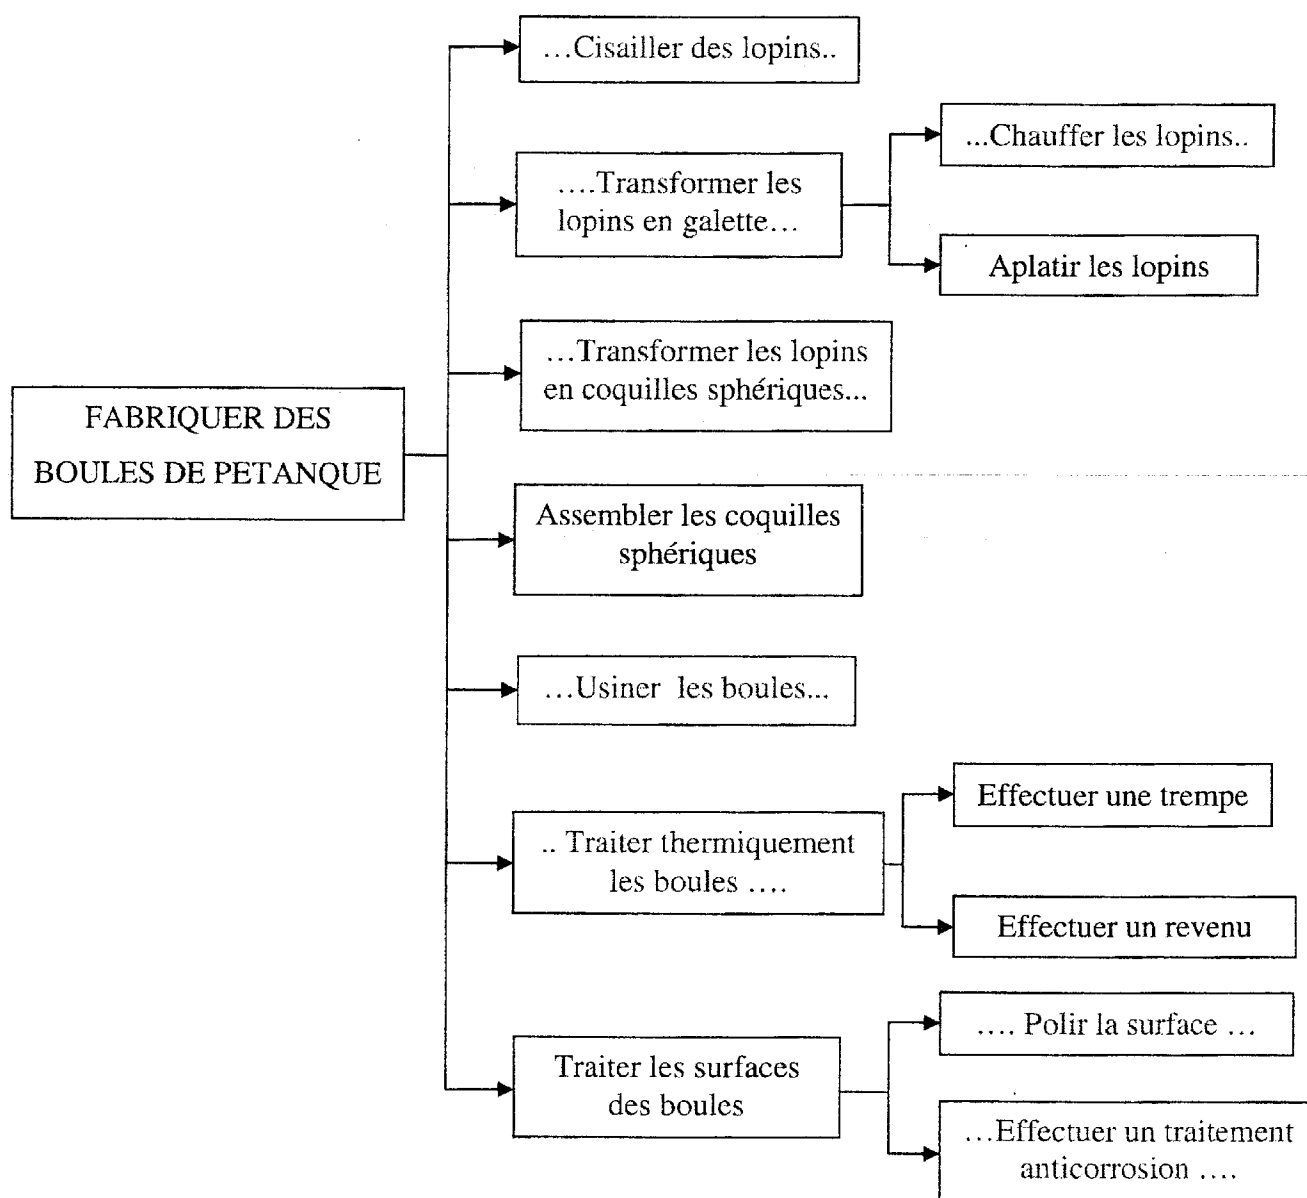 …Cisailler des lopins..
...Chauffer les lopins..
….Transformer les
lopins en galette…
Aplatir les lopins
…Transformer les lopins
en coquilles sphériques...
FABRIQUER DES
BOULES DE PETANQUE
Assembler les coquilles
sphériques
…Usiner les boules...
Effectuer une trempe
.. Traiter thermiquement
les boules ….
Effectuer un revenu
…. Polir la surface …
Traiter les surfaces
des boules
…Effectuer un traitement
anticorrosion ….